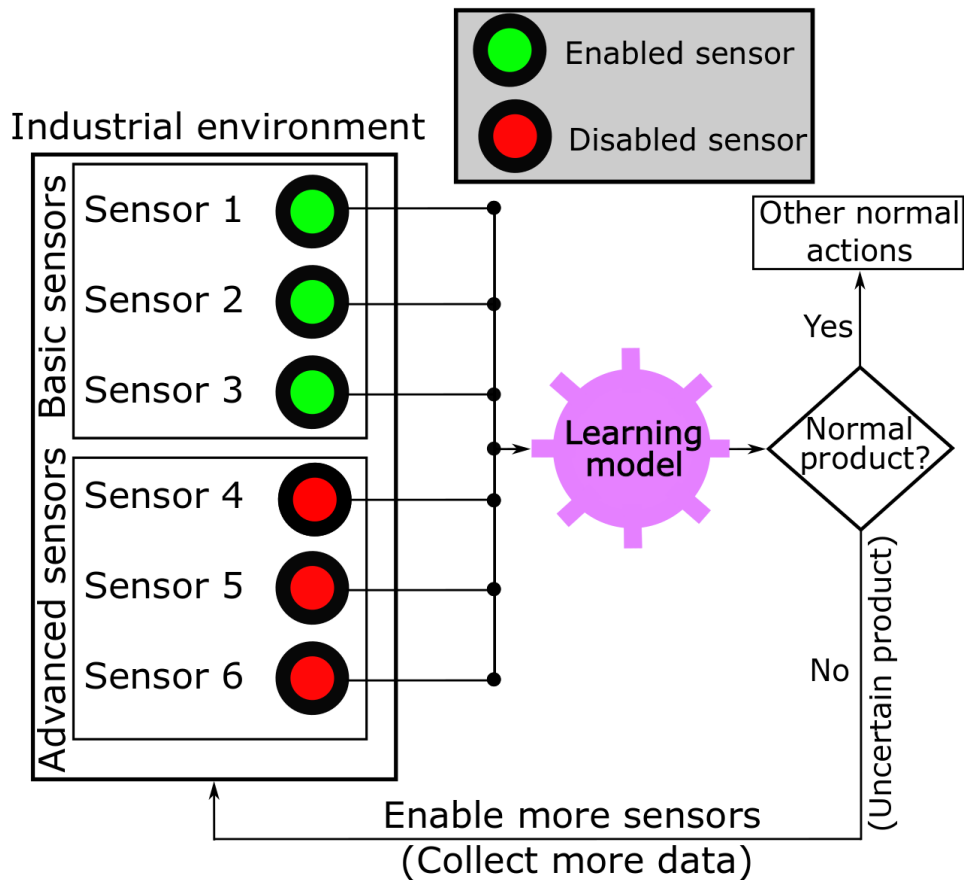 Enabled sensor
Disabled sensor
Industrial environment
Basic sensors
Sensor 1
Sensor 2
Sensor 3
Advanced sensors
Sensor 4
Sensor 5
Sensor 6
Learning
model
Normal
product?
Yes
Other normal
actions
No
(Uncertain product)
Enable more sensors
(Collect more data)